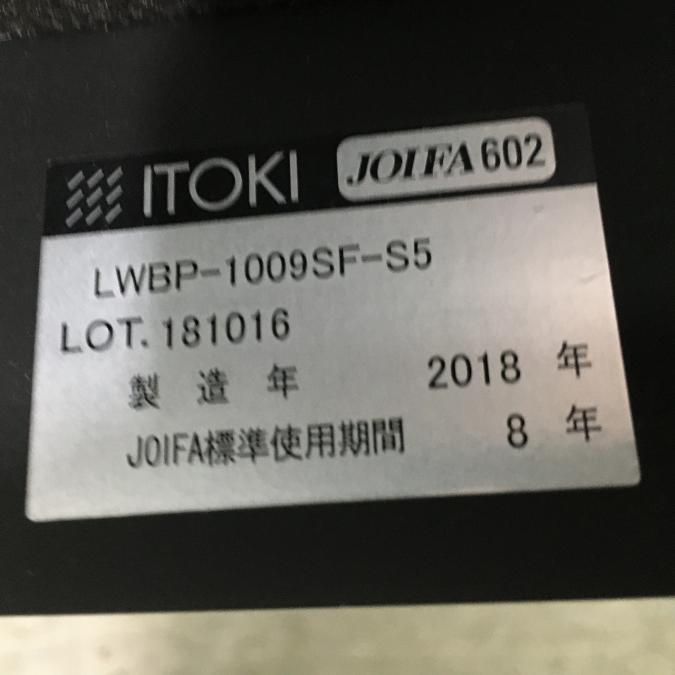 ITOKI JOIFA 602
LWBP-1009SF-S5
LOT. 181016
製造年 2018 年
JOIFA標準使用期間 8 年